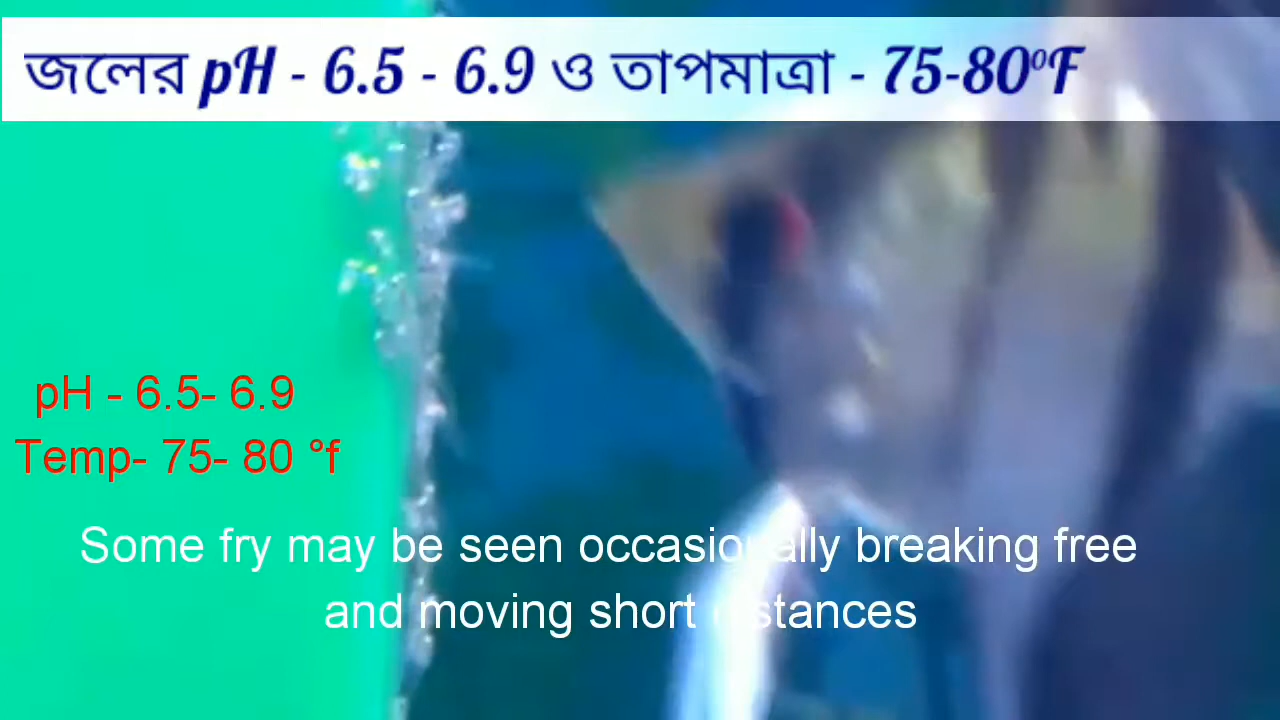 জলের pH - 6.5 - 6.9 ও তাপমাত্রা - 75-80°F
pH - 6.5- 6.9
Temp- 75- 80 °f
Some fry may be seen occasionally breaking free
and moving short distances